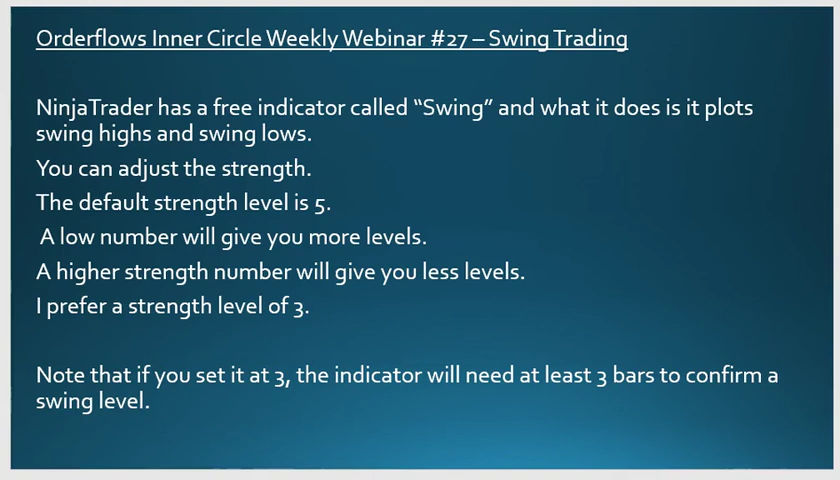 Orderflows Inner Circle Weekly Webinar #27 – Swing Trading
NinjaTrader has a free indicator called “Swing” and what it does is it plots
swing highs and swing lows.
You can adjust the strength.
The default strength level is 5.
A low number will give you more levels.
A higher strength number will give you less levels.
I prefer a strength level of 3.
Note that if you set it at 3, the indicator will need at least 3 bars to confirm a
swing level.